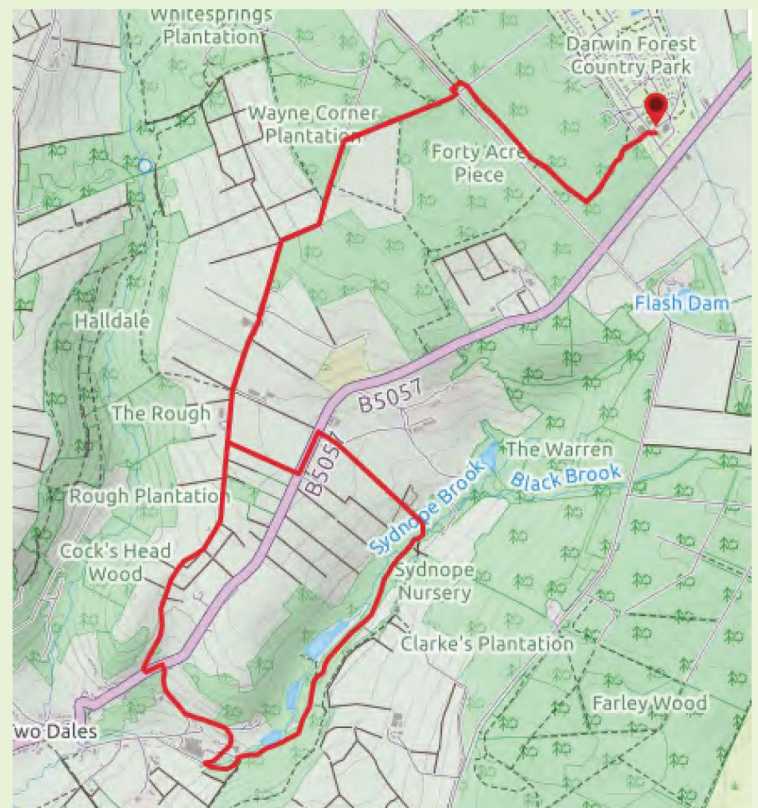 Whitesprings
Plantation
Darwin Forest
Country Park
Wayne Corner
Plantation
Forty Acre
Piece
Flash Dam
Halldale
B5057
The Rough
B5057
The Warren
Black Brook
Sydnope Brook
Rough Plantation
Cock's Head
Wood
Sydnope
Nursery
Clarke's Plantation
Farley Wood
Two Dales